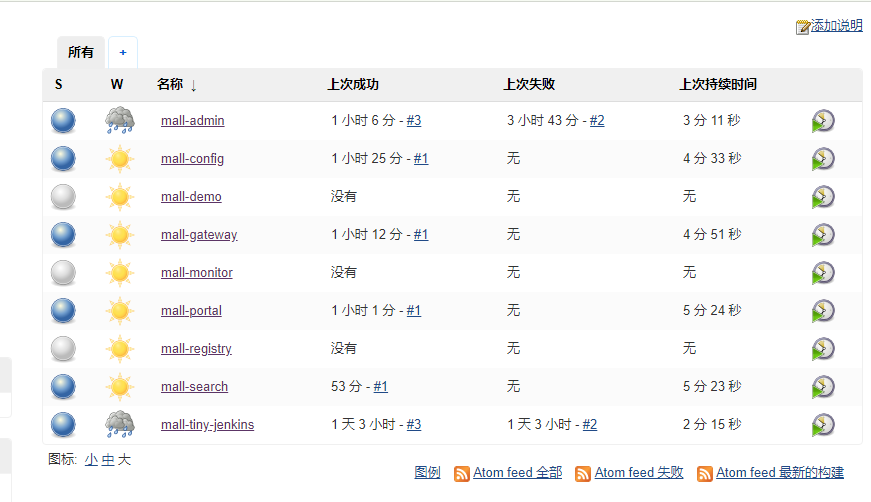 添加说明
所有 +
S W 名称 ↓ 上次成功 上次失败 上次持续时间
mall-admin 1 小时 6 分 - #3 3 小时 43 分 - #2 3 分 11 秒
mall-config 1 小时 25 分 - #1 无 4 分 33 秒
mall-demo 没有 无 无
mall-gateway 1 小时 12 分 - #1 无 4 分 51 秒
mall-monitor 没有 无 无
mall-portal 1 小时 1 分 - #1 无 5 分 24 秒
mall-registry 没有 无 无
mall-search 53 分 - #1 无 5 分 23 秒
mall-tiny-jenkins 1 天 3 小时 - #3 1 天 3 小时 - #2 2 分 15 秒
图标: 小 中 大
图例 Atom feed 全部 Atom feed 失败 Atom feed 最新的构建